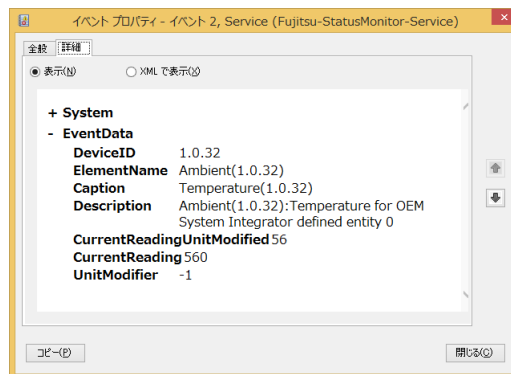 イベント プロパティ - イベント 2, Service (Fujitsu-StatusMonitor-Service)
全般 詳細
表示(N) XML で表示(X)
+ System
- EventData
DeviceID 1.0.32
ElementName Ambient(1.0.32)
Caption Temperature(1.0.32)
Description Ambient(1.0.32):Temperature for OEM
System Integrator defined entity 0
CurrentReadingUnitModified 56
CurrentReading 560
UnitModifier -1
コピー(P) 閉じる(C)